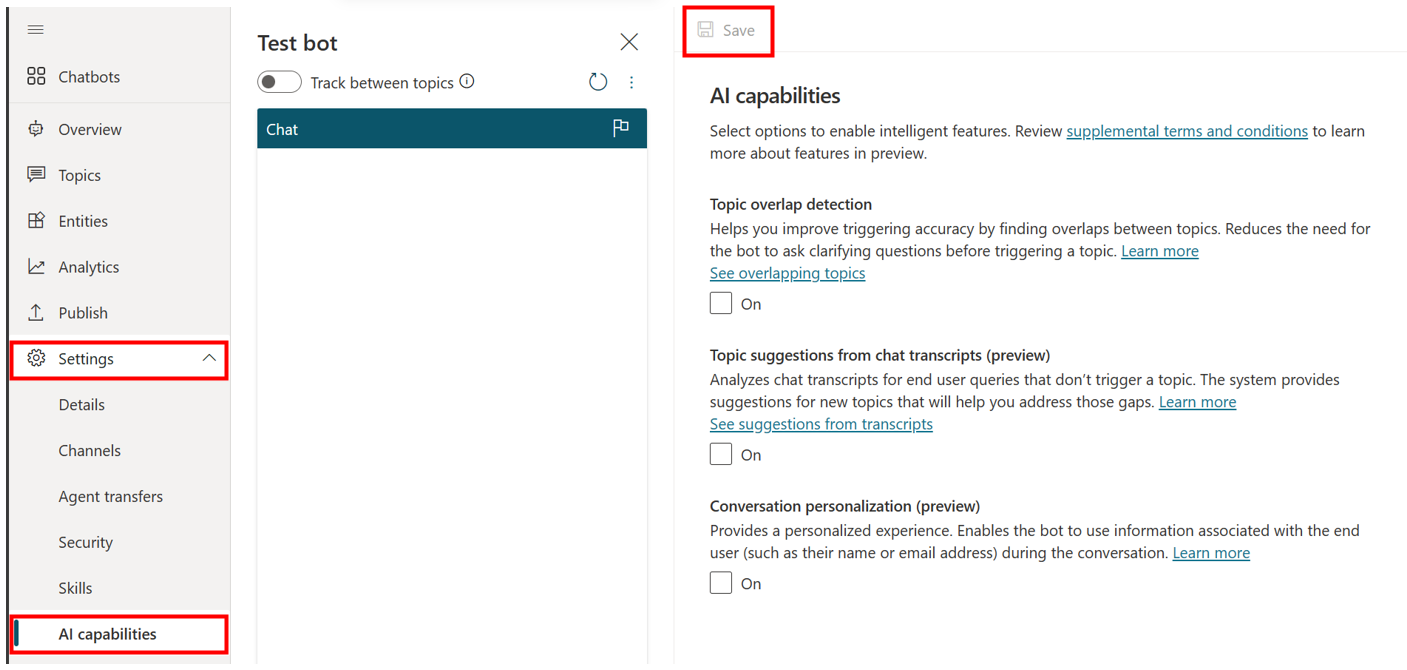 Chatbots
Overview
Topics
Entities
Analytics
Publish
Settings
Details
Channels
Agent transfers
Security
Skills
AI capabilities
Test bot
Track between topics
Chat
Save
AI capabilities
Select options to enable intelligent features. Review supplemental terms and conditions to learn
more about features in preview.
Topic overlap detection
Helps you improve triggering accuracy by finding overlaps between topics. Reduces the need for
the bot to ask clarifying questions before triggering a topic. Learn more
See overlapping topics
On
Topic suggestions from chat transcripts (preview)
Analyzes chat transcripts for end user queries that don’t trigger a topic. The system provides
suggestions for new topics that will help you address those gaps. Learn more
See suggestions from transcripts
On
Conversation personalization (preview)
Provides a personalized experience. Enables the bot to use information associated with the end
user (such as their name or email address) during the conversation. Learn more
On